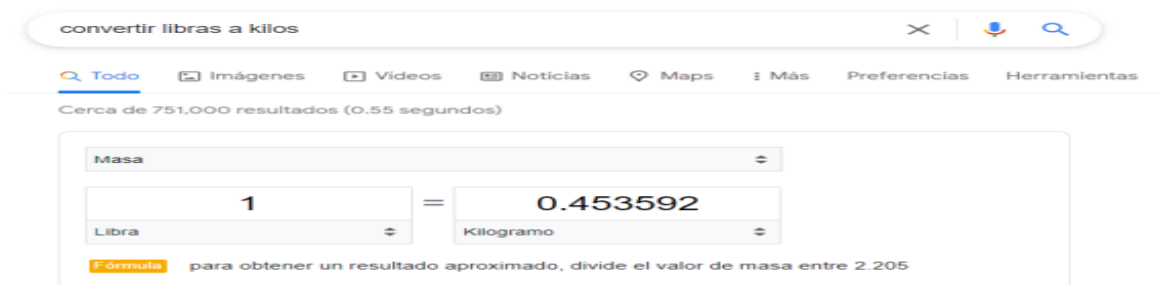 convertir libras a kilos
Todo Imágenes Videos Noticias Maps Más Preferencias Herramientas
Cerca de 751,000 resultados (0.55 segundos)
Masa
1 = 0.453592
Libra Kilogramo
Fórmula para obtener un resultado aproximado, divide el valor de masa entre 2.205